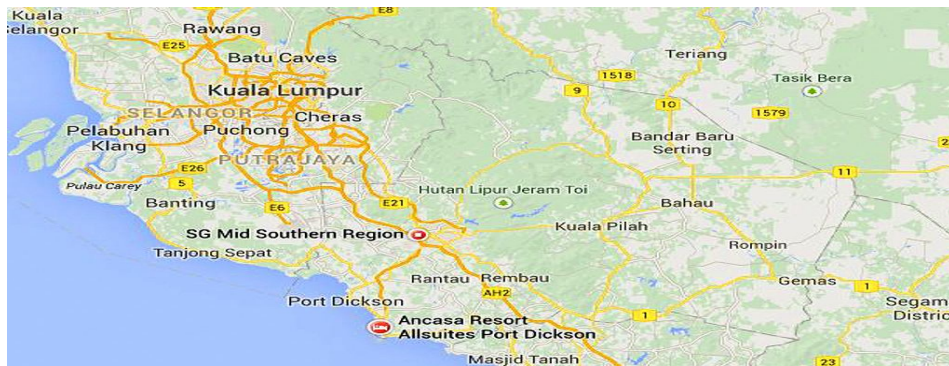 Kuala
Selangor
Rawang
E8
E25
Batu Caves
Teriang
1518
Tasik Bera
9
Kuala Lumpur
10
SELANGOR
Cheras
1579
Pelabuhan
Klang
Puchong
Bandar Baru
Serting
2
PUTRAJAYA
E26
11
Pulau Carey
5
Hutan Lipur Jeram Toi
Banting
E6
E21
Bahau
SG Mid Southern Region
Kuala Pilah
Tanjong Sepat
Rompin
Rantau
Rembau
Gemas
1
AH2
Port Dickson
Segam
Distric
1
Ancasa Resort
Allsuites Port Dickson
Masjid Tanah
23